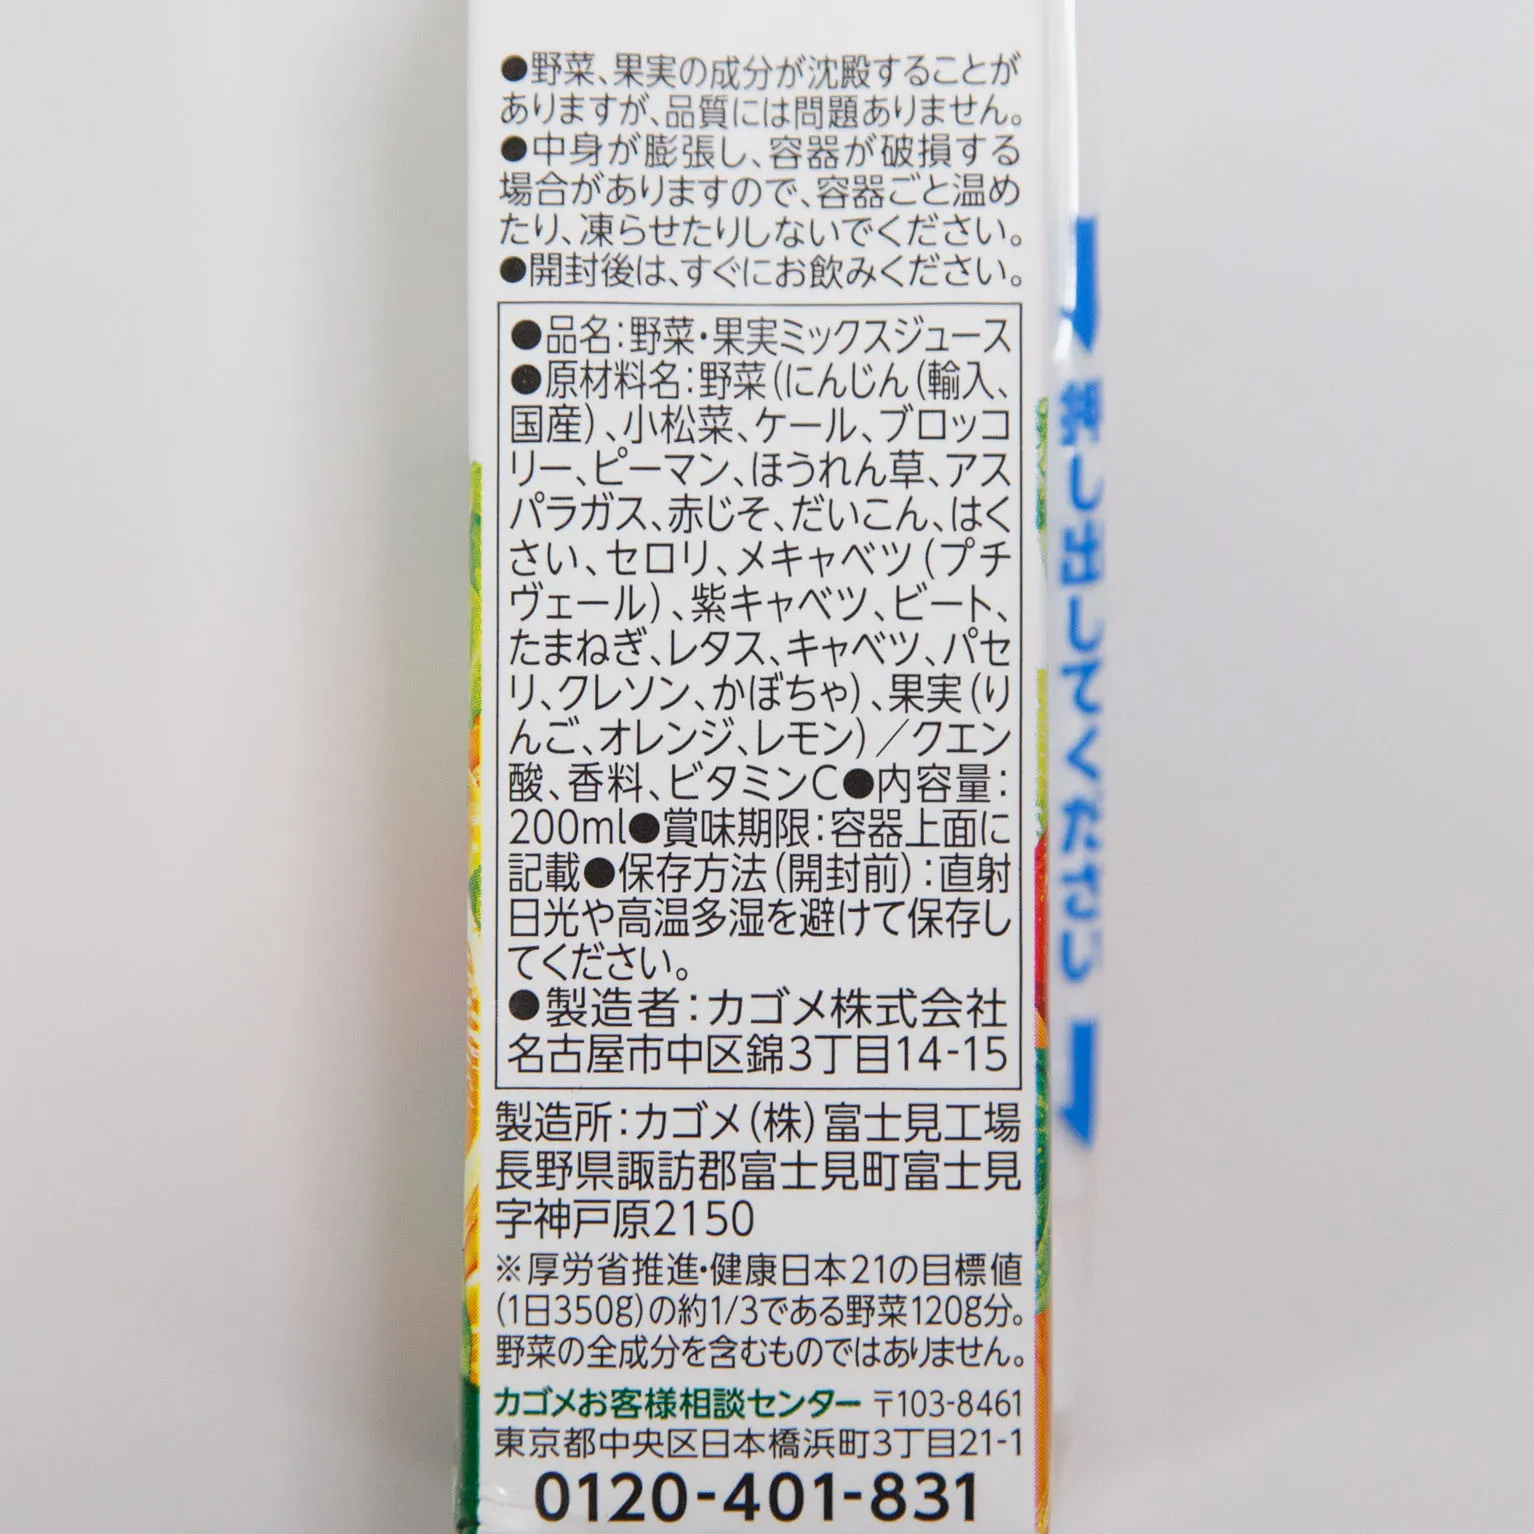 ●野菜、果実の成分が沈殿することが
ありますが、品質には問題ありません。
●中身が膨張し、容器が破損する
場合がありますので、容器ごと温め
たり、凍らせたりしないでください。
●開封後は、すぐにお飲みください。
●品名：野菜・果実ミックスジュース
●原材料名：野菜（にんじん（輸入、
国産）、小松菜、ケール、ブロッコ
リー、ピーマン、ほうれん草、アス
パラガス、赤じそ、だいこん、はく
さい、セロリ、メキャベツ（プチ
ヴェール）、紫キャベツ、ビート、
たまねぎ、レタス、キャベツ、パセ
リ、クレソン、かぼちゃ）、果実（り
んご、オレンジ、レモン）／クエン
酸、香料、ビタミンC●内容量：
200ml●賞味期限：容器上面に
記載●保存方法（開封前）：直射
日光や高温多湿を避けて保存し
てください。
●製造者：カゴメ株式会社
名古屋市中区錦3丁目14-15
製造所：カゴメ（株）富士見工場
長野県諏訪郡富士見町富士見
字神戸原2150
※厚労省推進・健康日本21の目標値
（1日350g）の約1/3である野菜120g分。
野菜の全成分を含むものではありません。
カゴメお客様相談センター 〒103-8461
東京都中央区日本橋浜町3丁目21-1
0120-401-831
押し出してください